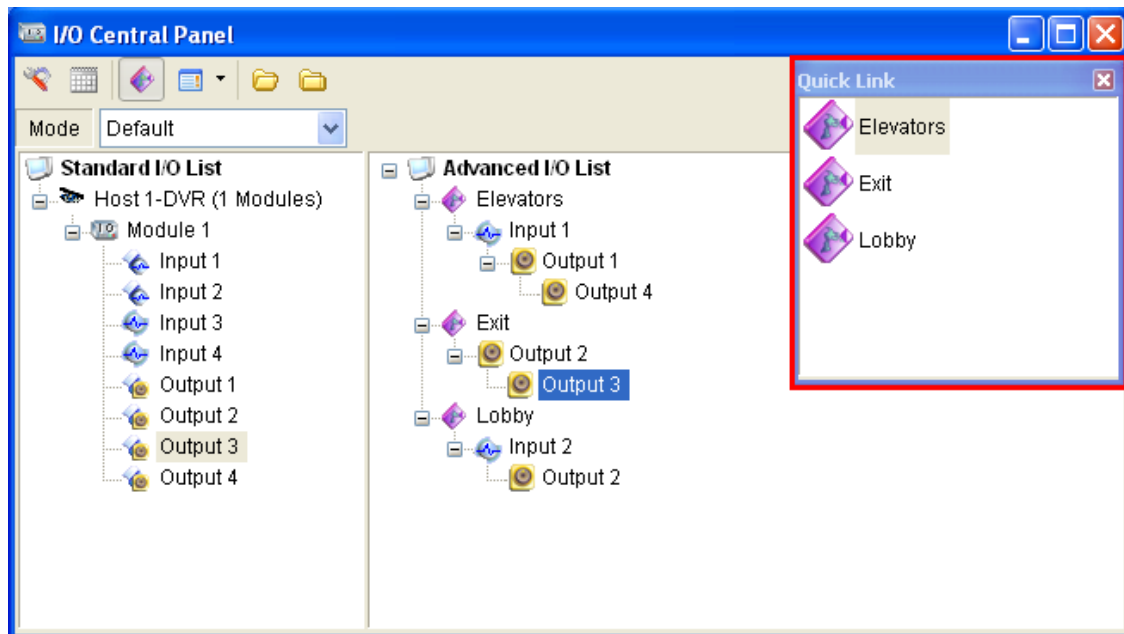 I/O Central Panel
Quick Link
Mode Default
Elevators
Exit
Lobby
Standard I/O List
Host 1-DVR (1 Modules)
Module 1
Input 1
Input 2
Input 3
Input 4
Output 1
Output 2
Output 3
Output 4
Advanced I/O List
Elevators
Input 1
Output 1
Output 4
Exit
Output 2
Output 3
Lobby
Input 2
Output 2